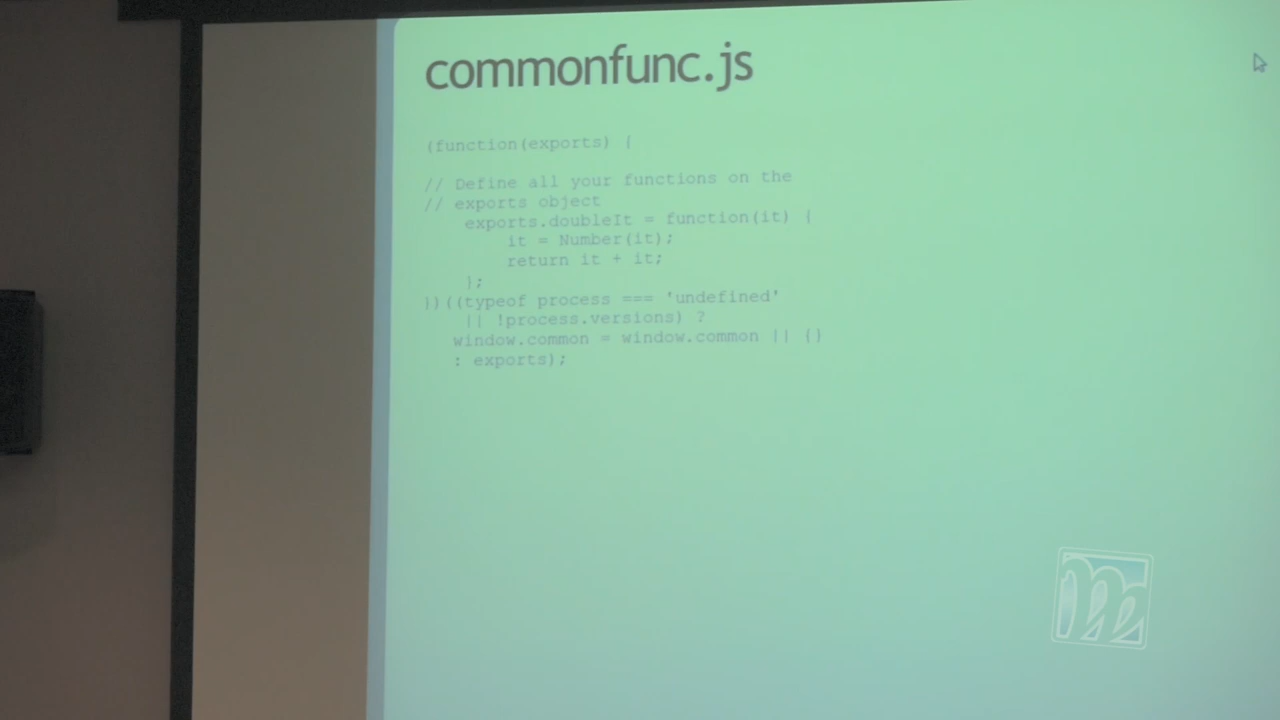 commonfunc.js
(function(exports) {
// Define all your functions on the
// exports object
exports.doubleIt = function(it) {
it = Number(it);
return it + it;
};
})((typeof process === 'undefined'
|| !process.versions) ?
window.common = window.common || {}
: exports);